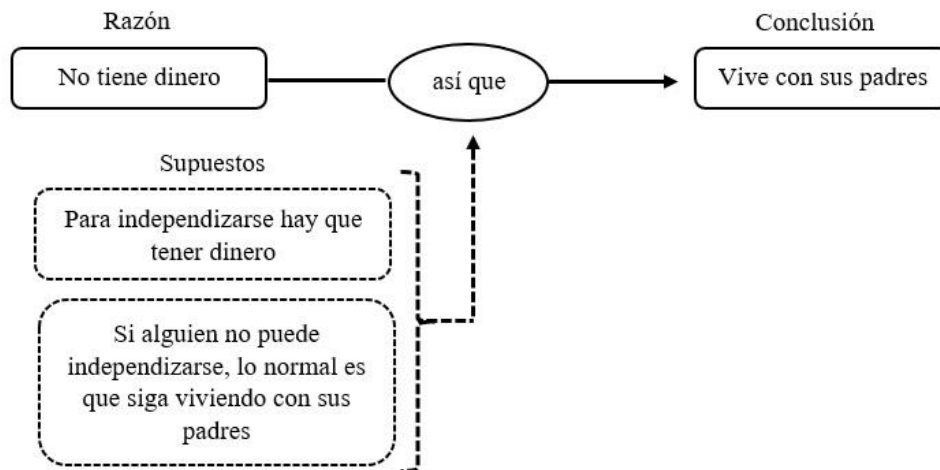 Razón
Conclusión
No tiene dinero
así que
Vive con sus padres
Supuestos
Para independizarse hay que
tener dinero
Si alguien no puede
independizarse, lo normal es
que siga viviendo con sus
padres